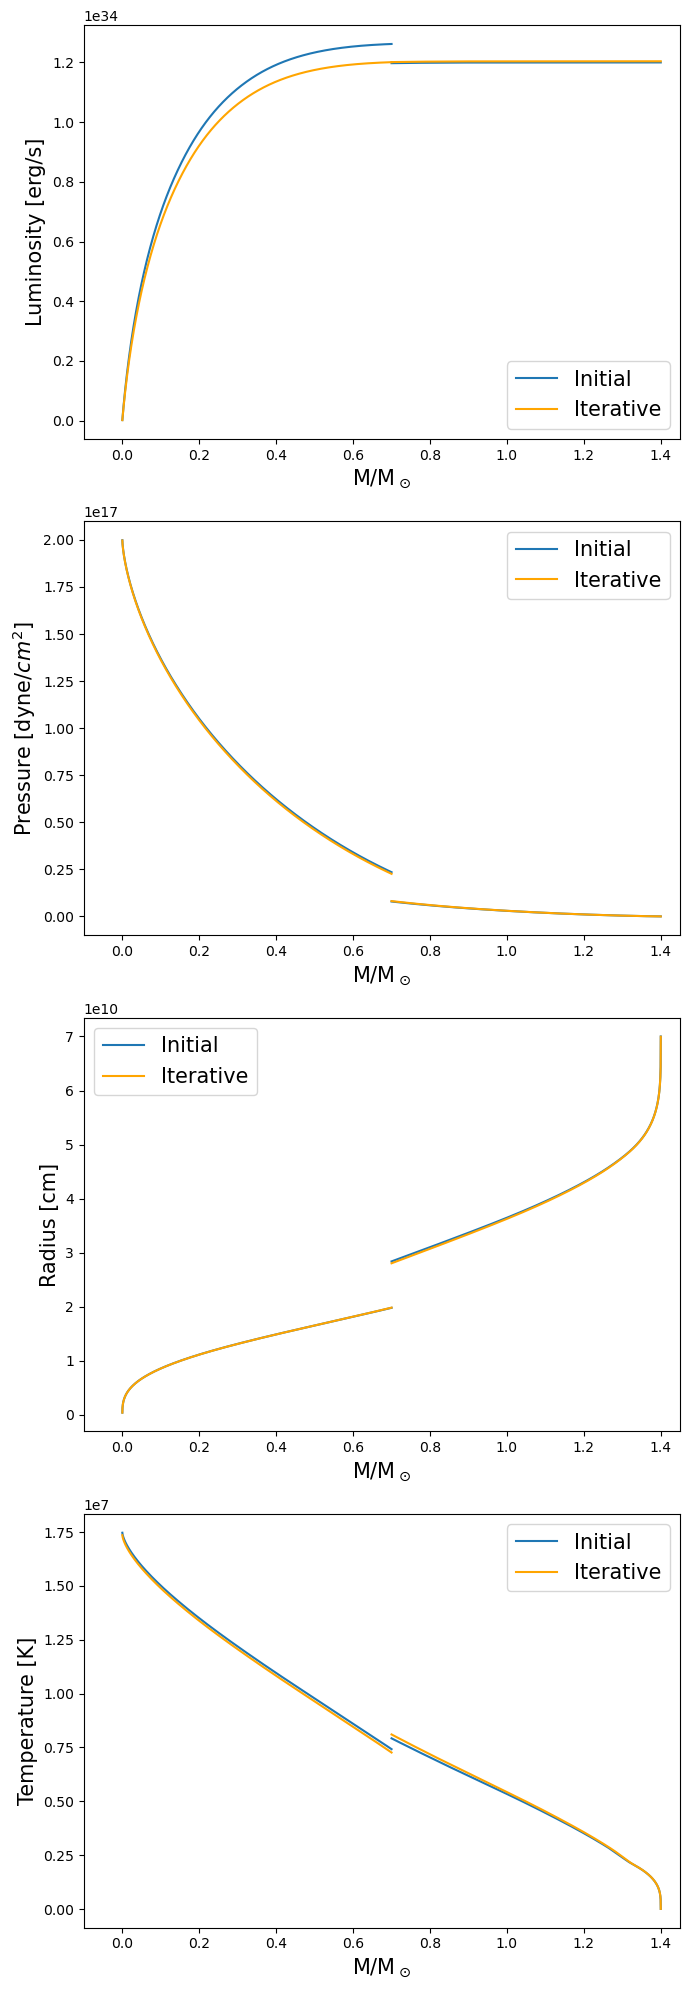 1e34
1.2
1.0
0.8
0.6
0.4
0.2
0.0
Luminosity [erg/s]
Initial
Iterative
0.0 0.2 0.4 0.6 0.8 1.0 1.2 1.4
M/M⊙
1e17
2.00
1.75
1.50
1.25
1.00
0.75
0.50
0.25
0.00
Pressure [dyne/cm²]
Initial
Iterative
0.0 0.2 0.4 0.6 0.8 1.0 1.2 1.4
M/M⊙
1e10
7
6
5
4
3
2
1
0
Radius [cm]
Initial
Iterative
0.0 0.2 0.4 0.6 0.8 1.0 1.2 1.4
M/M⊙
1e7
1.75
1.50
1.25
1.00
0.75
0.50
0.25
0.00
Temperature [K]
Initial
Iterative
0.0 0.2 0.4 0.6 0.8 1.0 1.2 1.4
M/M⊙